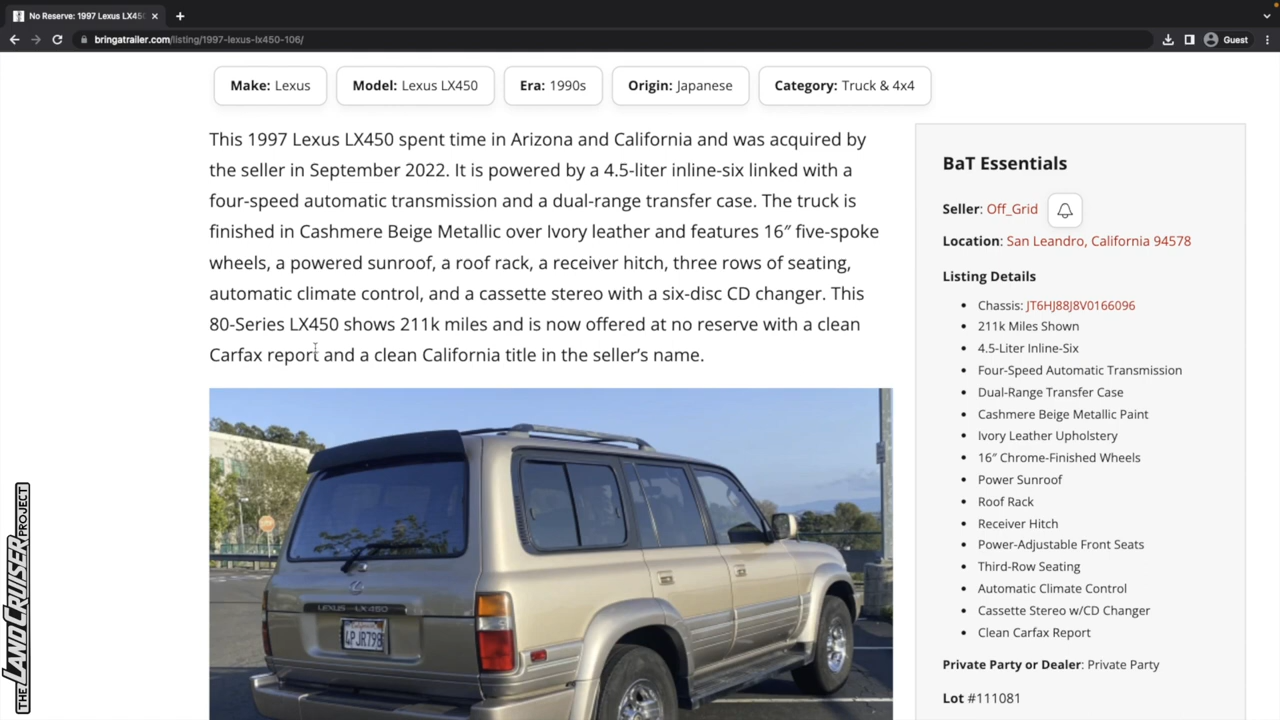 No Reserve: 1997 Lexus LX45
bringatrailer.com/listing/1997-lexus-lx450-106/
Guest
Make: Lexus
Model: Lexus LX450
Era: 1990s
Origin: Japanese
Category: Truck & 4x4
This 1997 Lexus LX450 spent time in Arizona and California and was acquired by
the seller in September 2022. It is powered by a 4.5-liter inline-six linked with a
four-speed automatic transmission and a dual-range transfer case. The truck is
finished in Cashmere Beige Metallic over Ivory leather and features 16″ five-spoke
wheels, a powered sunroof, a roof rack, a receiver hitch, three rows of seating,
automatic climate control, and a cassette stereo with a six-disc CD changer. This
80-Series LX450 shows 211k miles and is now offered at no reserve with a clean
Carfax report and a clean California title in the seller’s name.
LEXUS LX450
California
4PJR798
BaT Essentials
Seller: Off_Grid
Location: San Leandro, California 94578
Listing Details
• Chassis: JT6HJ88J8V0166096
• 211k Miles Shown
• 4.5-Liter Inline-Six
• Four-Speed Automatic Transmission
• Dual-Range Transfer Case
• Cashmere Beige Metallic Paint
• Ivory Leather Upholstery
• 16″ Chrome-Finished Wheels
• Power Sunroof
• Roof Rack
• Receiver Hitch
• Power-Adjustable Front Seats
• Third-Row Seating
• Automatic Climate Control
• Cassette Stereo w/CD Changer
• Clean Carfax Report
Private Party or Dealer: Private Party
Lot #111081
THE LAND CRUISER PROJECT